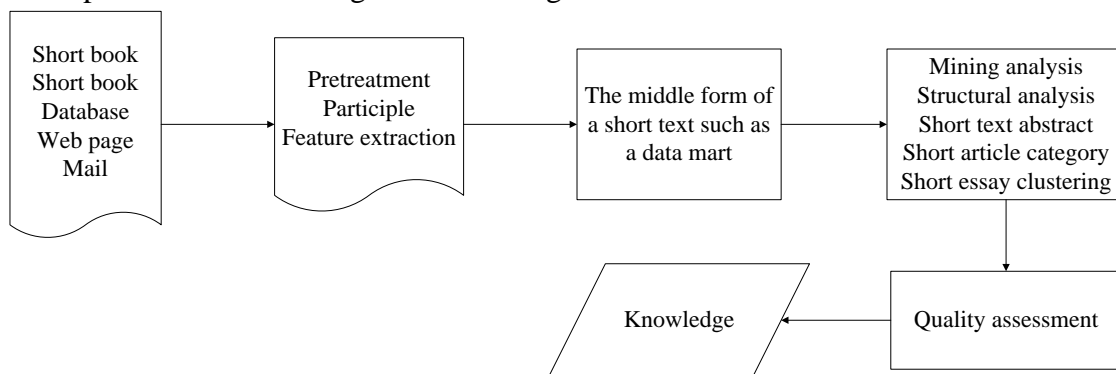 Short book
Short book
Database
Web page
Mail
Pretreatment
Participle
Feature extraction
The middle form of
a short text such as
a data mart
Mining analysis
Structural analysis
Short text abstract
Short article category
Short essay clustering
Quality assessment
Knowledge